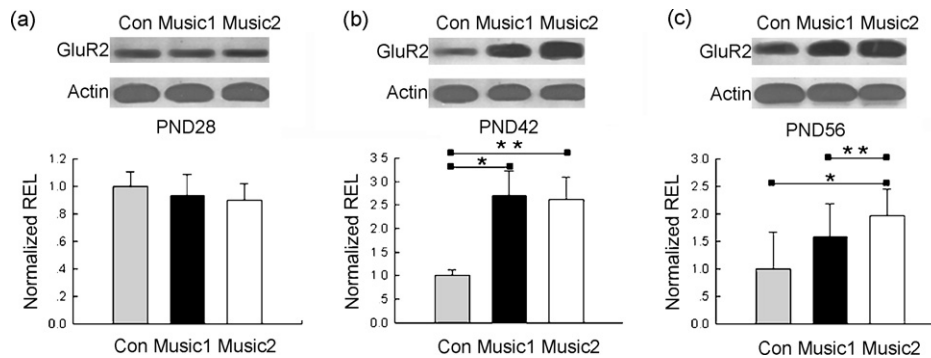 (a)
Con Music1 Music2
GluR2
Actin
PND28
1.2
1.0
.8
.6
.4
.2
0.0
Normalized REL
Con Music1 Music2
(b)
Con Music1 Music2
GluR2
Actin
PND42
**
*
3.5
3.0
2.5
2.0
1.5
1.0
.5
0.0
Normalized REL
Con Music1 Music2
(c)
Con Music1 Music2
GluR2
Actin
PND56
**
*
3.0
2.5
2.0
1.5
1.0
.5
0.0
Normalized REL
Con Music1 Music2